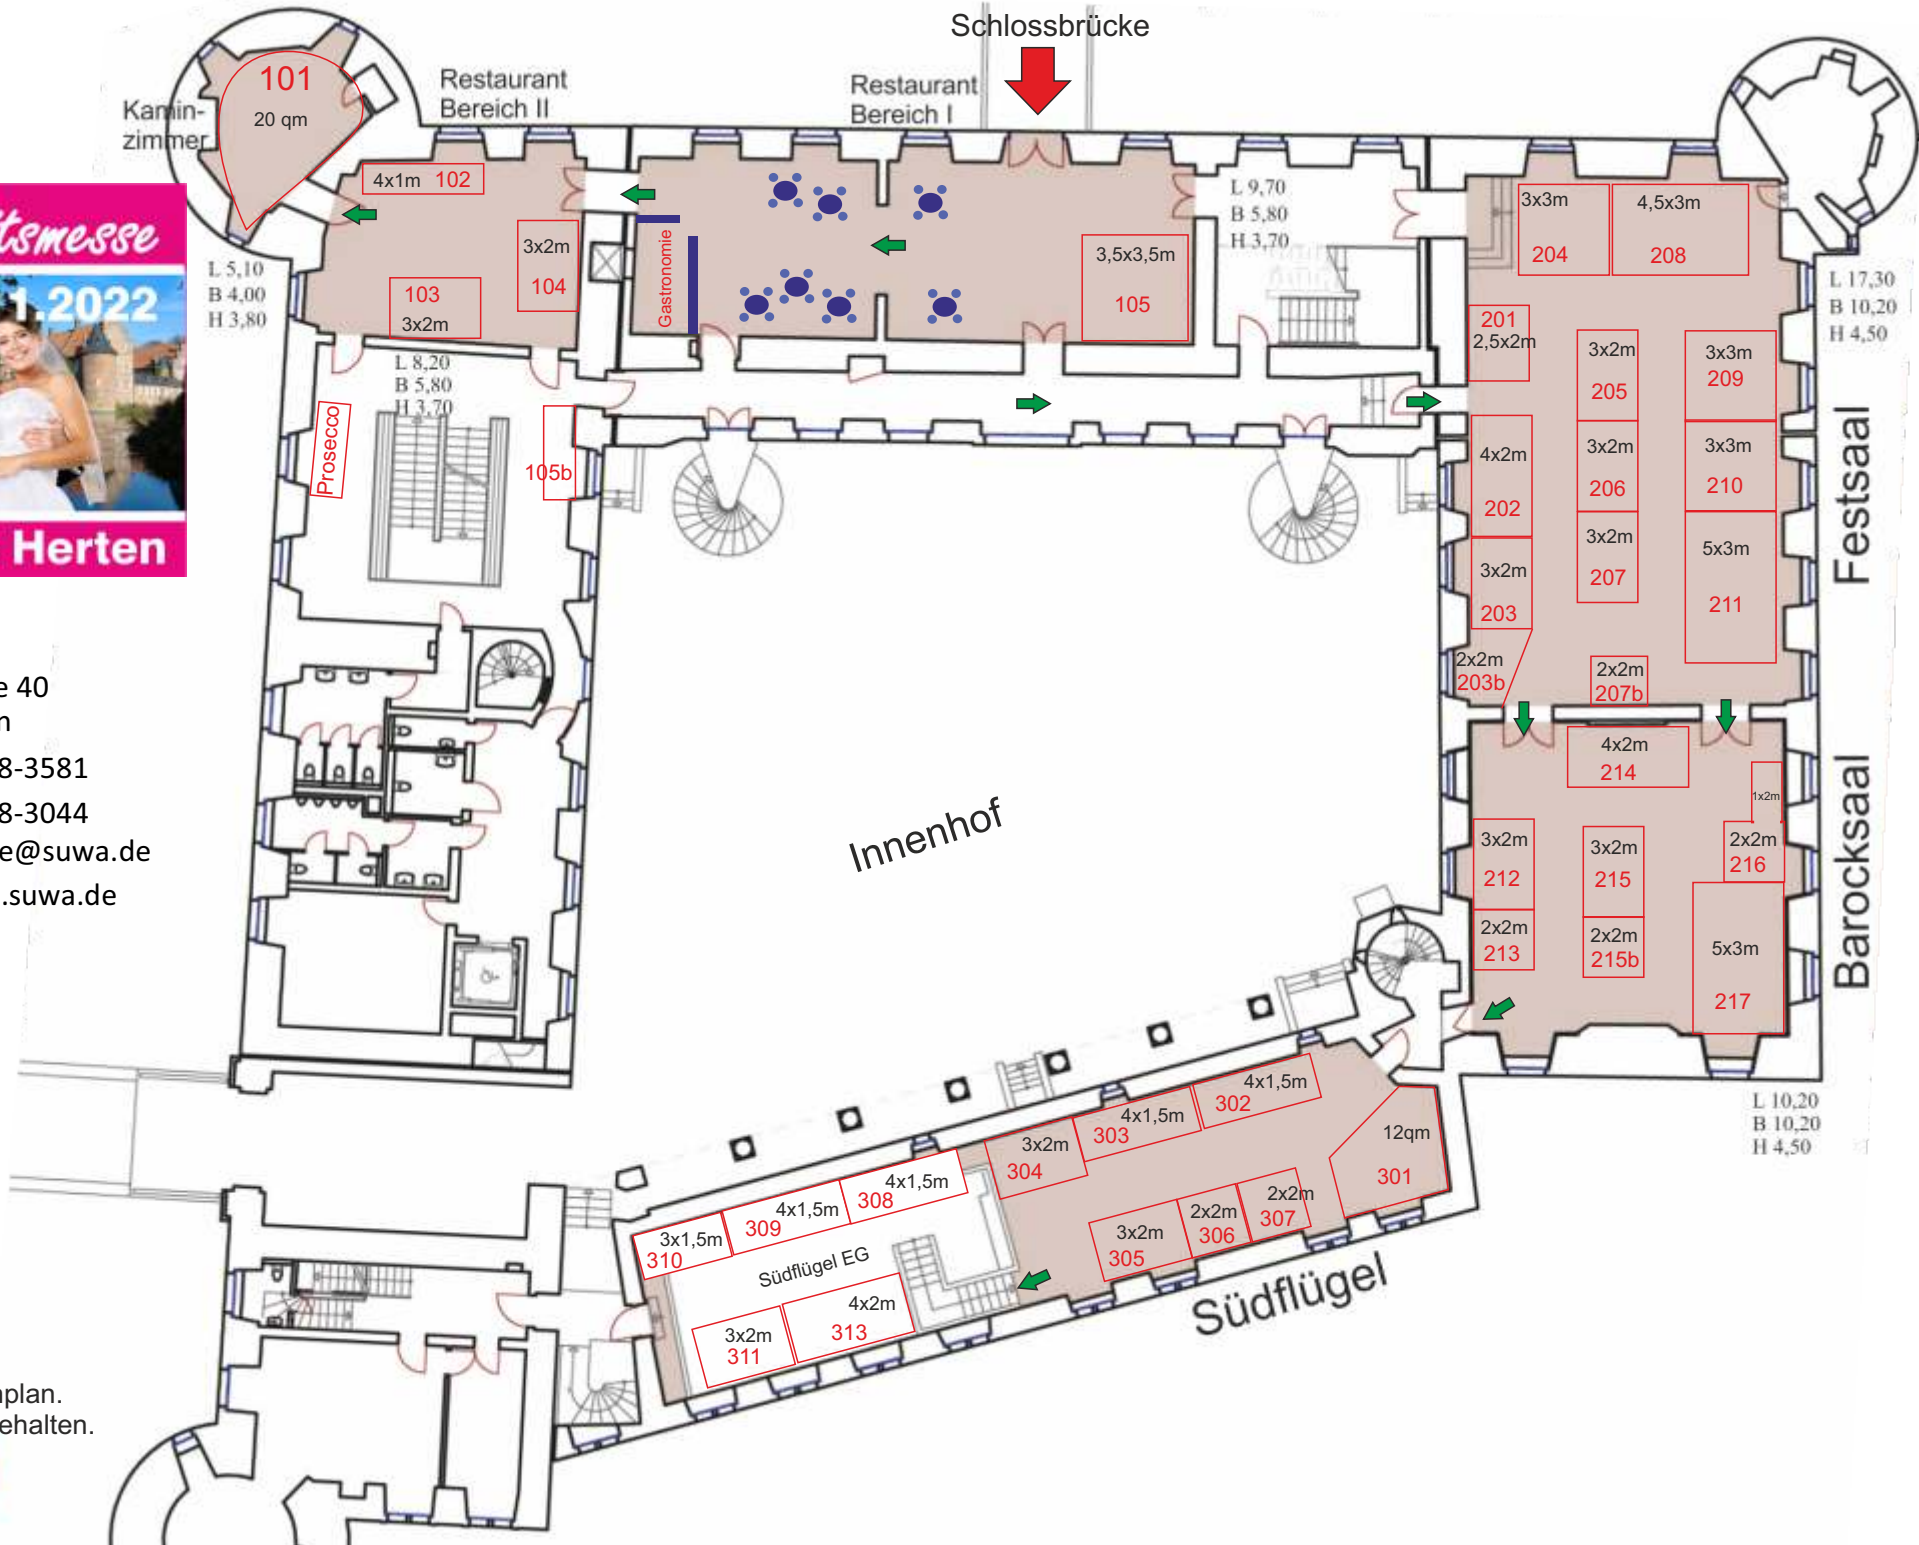 Schlossbrücke
Restaurant
Bereich II
Restaurant
Bereich I
Kamin-
zimmer
101
20 qm
4x1m 102
3x2m
104
103
3x2m
L 5,10
B 4,00
H 3,80
L 8,20
B 5,80
H 3,70
Gastronomie
3,5x3,5m
105
L 9,70
B 5,80
H 3,70
Prosecco
105b
3x3m
204
4,5x3m
208
L 17,30
B 10,20
H 4,50
201
2,5x2m
3x2m
205
3x3m
209
4x2m
202
3x2m
206
3x3m
210
3x2m
203
3x2m
207
5x3m
211
2x2m
203b
2x2m
207b
Festsaal
4x2m
214
1x2m
3x2m
212
3x2m
215
2x2m
216
2x2m
213
2x2m
215b
5x3m
217
Barocksaal
L 10,20
B 10,20
H 4,50
Innenhof
4x1,5m
302
4x1,5m
303
3x2m
304
12qm
301
2x2m
307
2x2m
306
3x2m
305
4x1,5m
308
4x1,5m
309
3x1,5m
310
Südflügel EG
4x2m
313
3x2m
311
Südflügel
tsmesse
1.2022
Herten
e 40
n
8-3581
8-3044
e@suwa.de
.suwa.de
nplan.
ehalten.